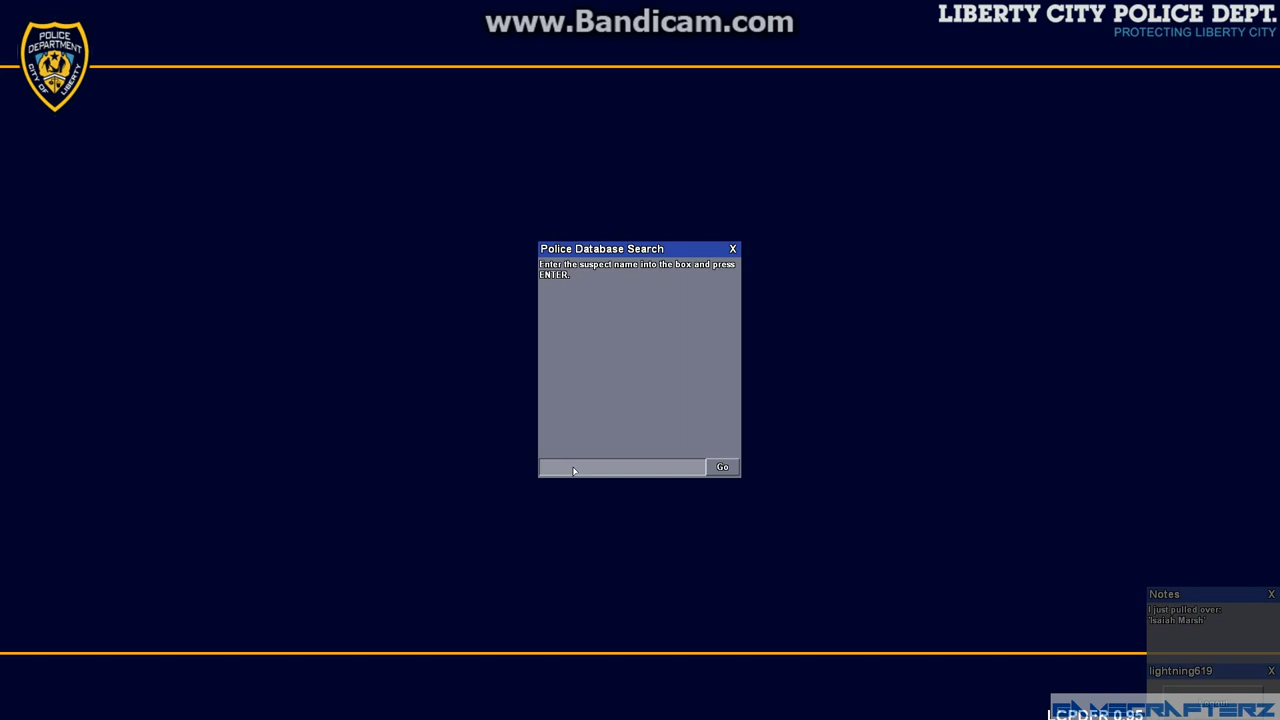 www.Bandicam.com
LIBERTY CITY POLICE DEPT.
PROTECTING LIBERTY CITY
POLICE
DEPARTMENT
CITY OF LIBERTY
Police Database Search X
Enter the suspect name into the box and press
ENTER.
Go
Notes X
I just pulled over:
'Isaiah Marsh'
lightning619 X
Logout
GAMECRAFTERZ
LCPDFR 0.95